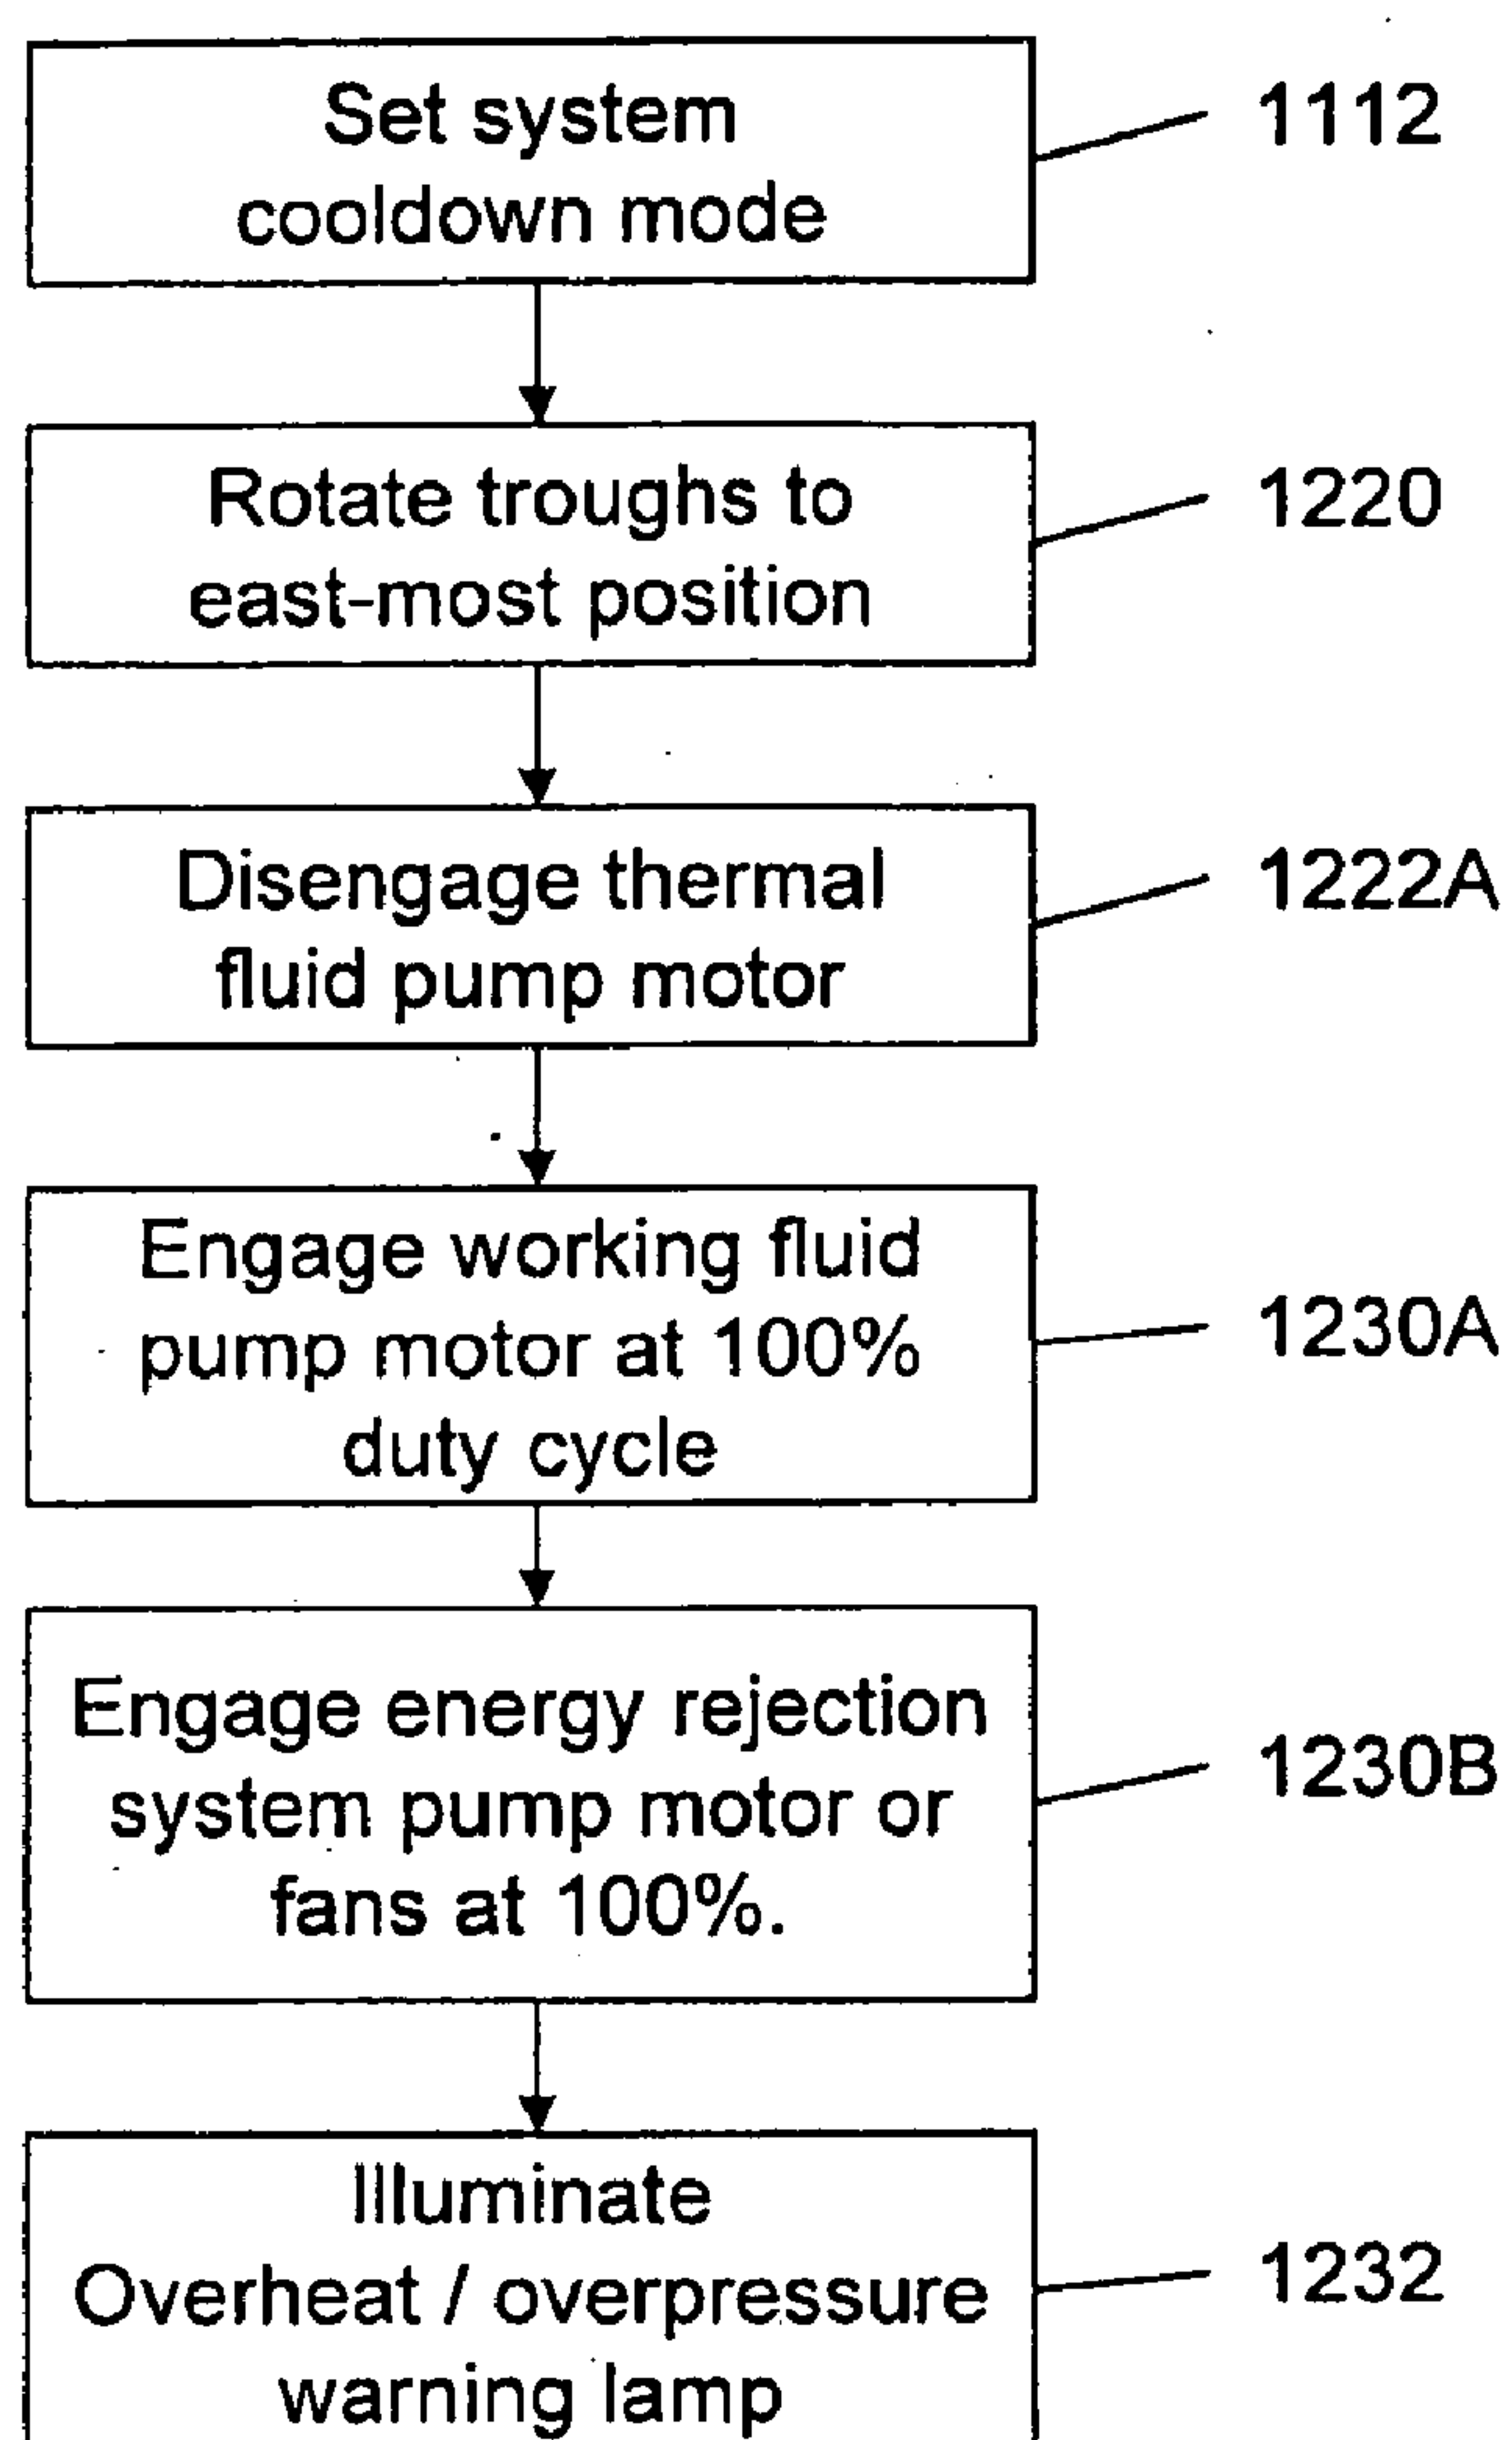 Set system
cooldown mode
1112
Rotate troughs to
east-most position
1220
Disengage thermal
fluid pump motor
1222A
Engage working fluid
pump motor at 100%
duty cycle
1230A
Engage energy rejection
system pump motor or
fans at 100%.
1230B
Illuminate
Overheat / overpressure
warning lamp
1232